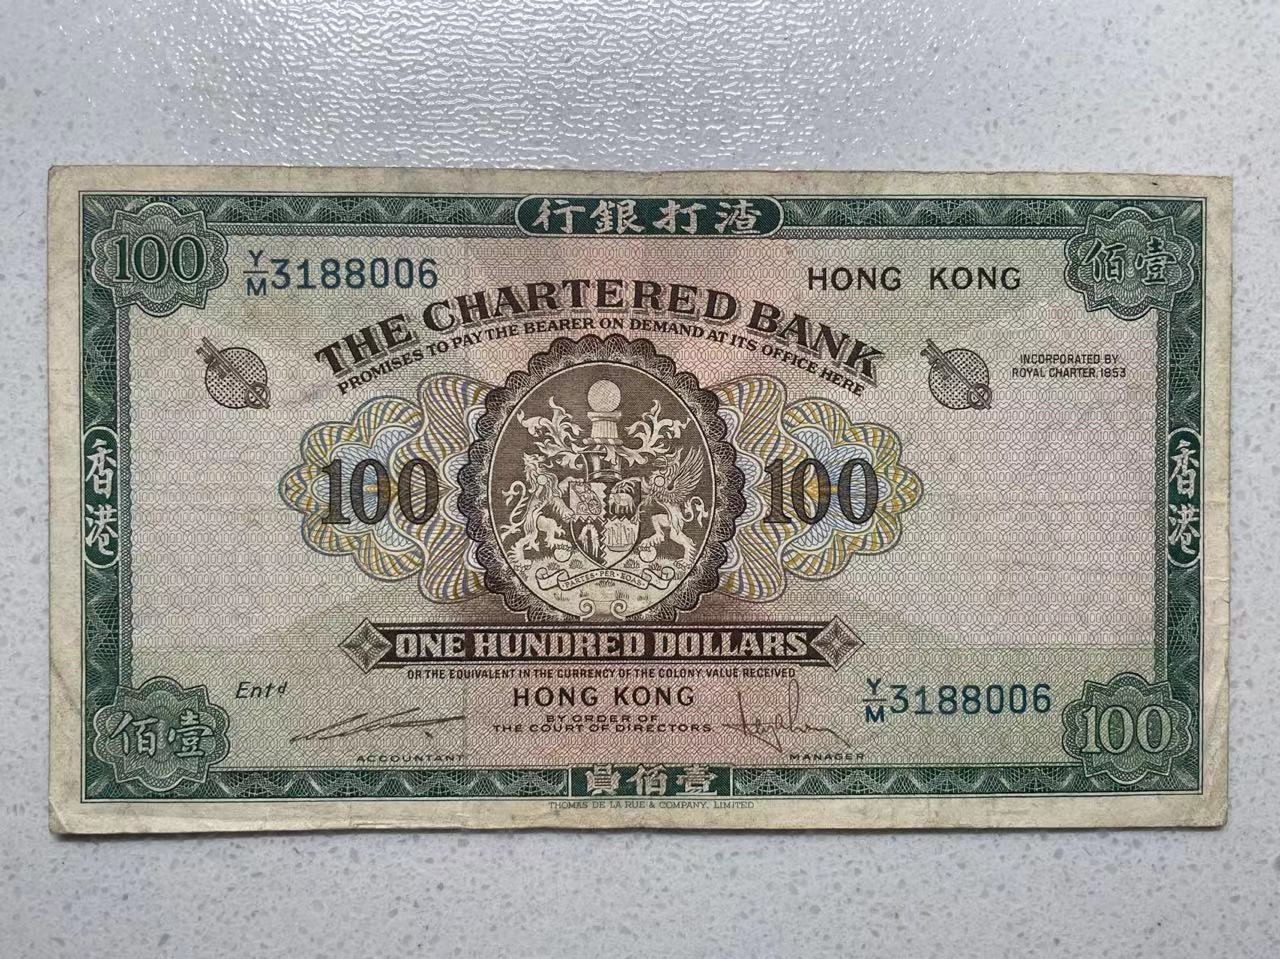 行銀打渣
100
Y/M 3188006
HONG KONG
佰壹
THE CHARTERED BANK
PROMISES TO PAY THE BEARER ON DEMAND AT ITS OFFICE HERE
INCORPORATED BY
ROYAL CHARTER, 1853
香港
100
100
香港
PARTES·PER·EOAS
ONE HUNDRED DOLLARS
OR THE EQUIVALENT IN THE CURRENCY OF THE COLONY, VALUE RECEIVED
Entd
HONG KONG
Y/M 3188006
BY ORDER OF
THE COURT OF DIRECTORS.
佰壹
ACCOUNTANT
MANAGER
100
員佰壹
THOMAS DE LA RUE & COMPANY, LIMITED